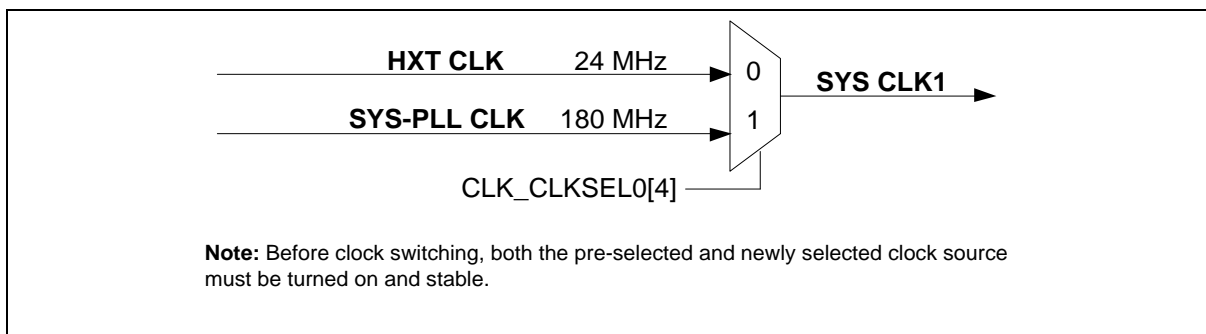 HXT CLK 24 MHz
0
SYS CLK1
SYS-PLL CLK 180 MHz
1
CLK_CLKSEL0[4]
Note: Before clock switching, both the pre-selected and newly selected clock source
must be turned on and stable.